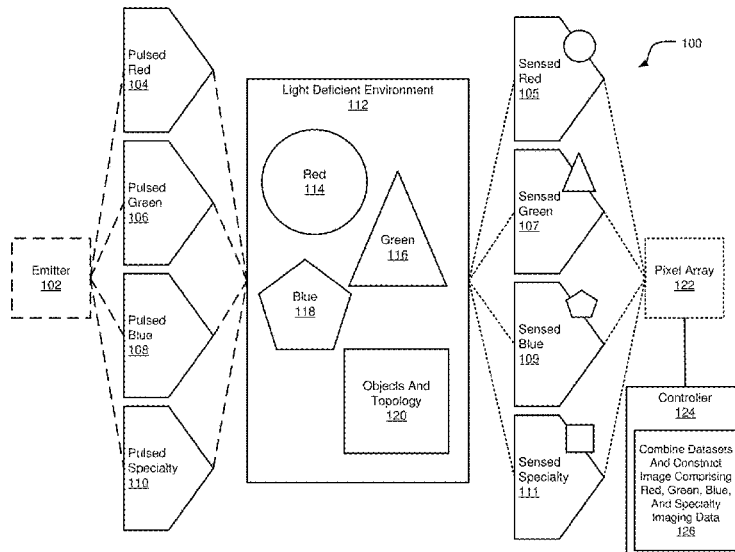 Pulsed
Red
104
Pulsed
Green
106
Pulsed
Blue
108
Pulsed
Specialty
110
Emitter
102
Light Deficient Environment
112
Red
114
Green
116
Blue
118
Objects And
Topology
120
Sensed
Red
105
Sensed
Green
107
Sensed
Blue
109
Sensed
Specialty
111
100
Pixel Array
122
Controller
124
Combine Datasets
And Construct
Image Comprising
Red, Green, Blue,
And Specialty
Imaging Data
126